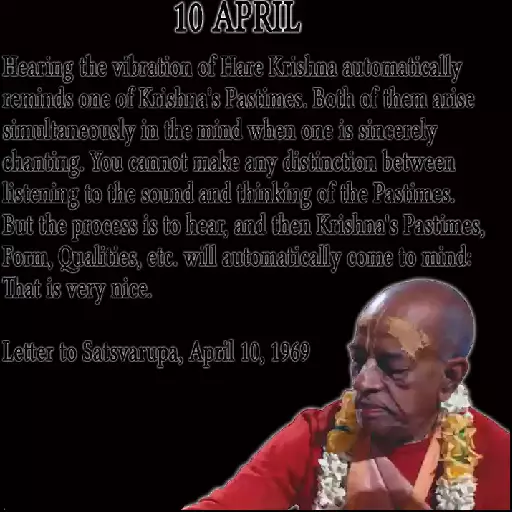 10 APRIL
Hearing the vibration of Hare Krishna automatically
reminds one of Krishna's Pastimes. Both of them arise
simultaneously in the mind when one is sincerely
chanting. You cannot make any distinction between
listening to the sound and thinking of the Pastimes.
But the process is to hear, and then Krishna's Pastimes,
Form, Qualities, etc. will automatically come to mind:
That is very nice.
Letter to Satsvarupa, April 10, 1969